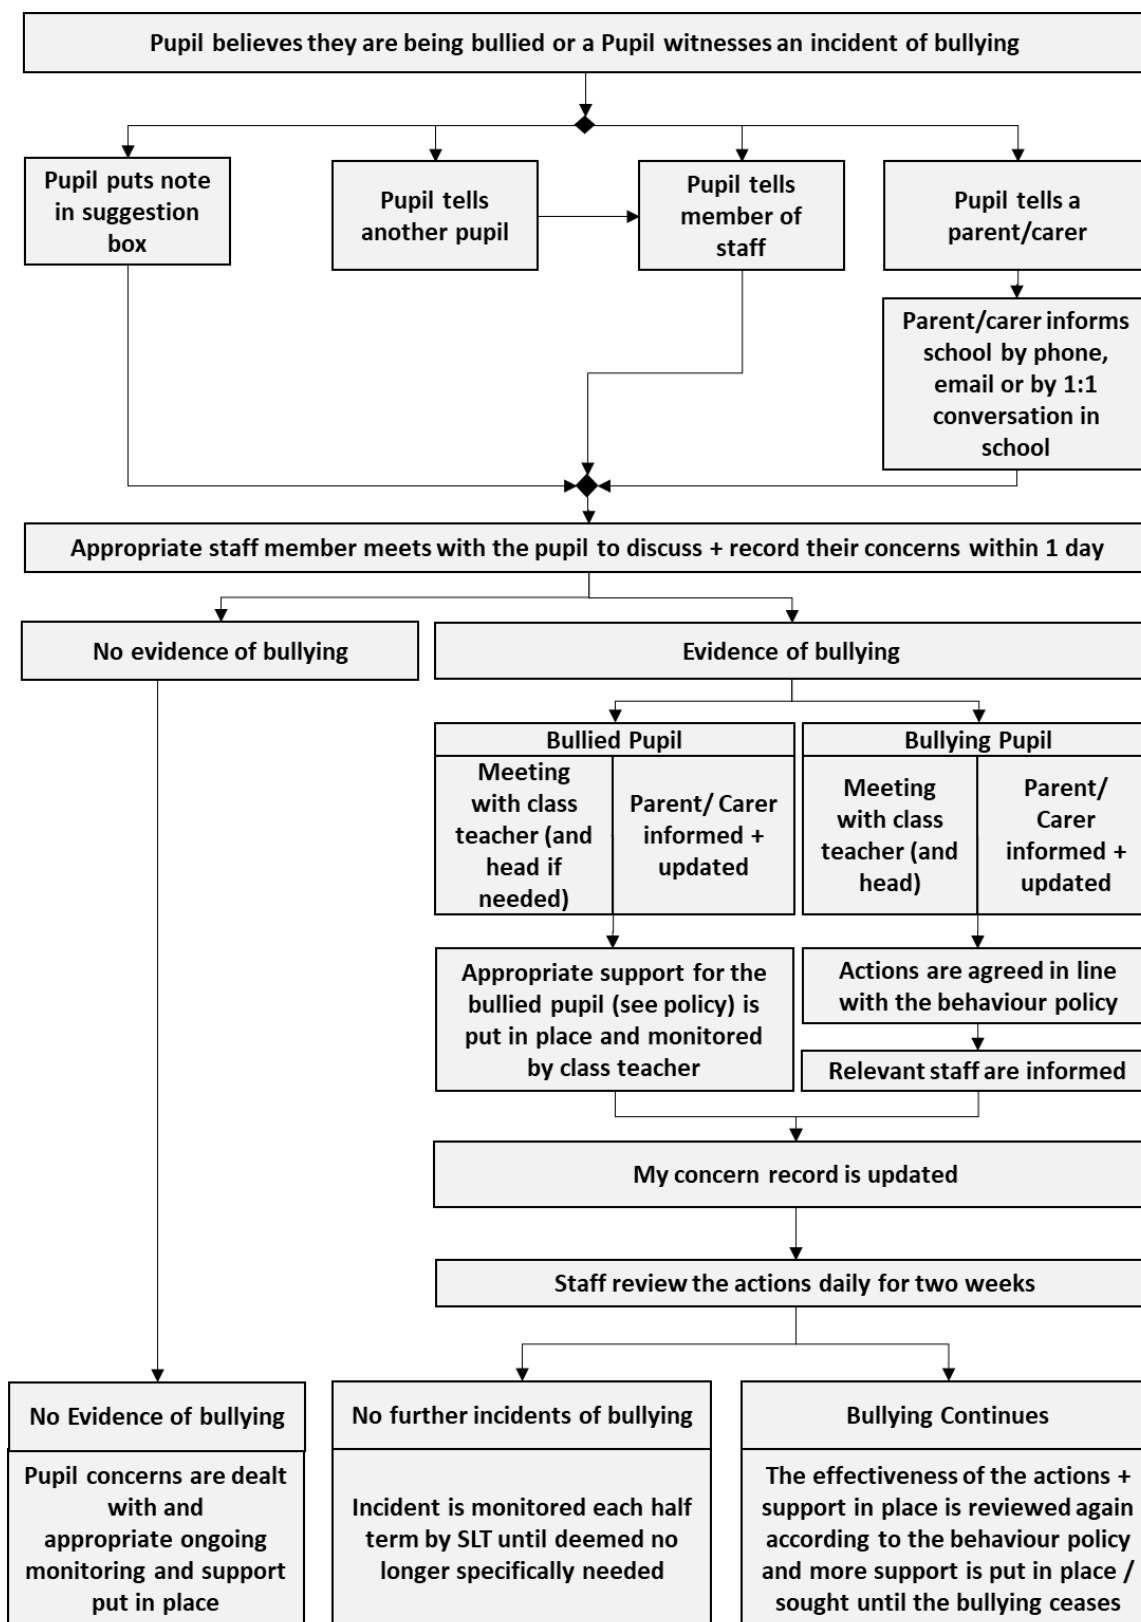 Pupil believes they are being bullied or a Pupil witnesses an incident of bullying
Pupil puts note
in suggestion
box
Pupil tells
another pupil
Pupil tells
member of
staff
Pupil tells a
parent/carer
Parent/carer informs
school by phone,
email or by 1:1
conversation in
school
Appropriate staff member meets with the pupil to discuss + record their concerns within 1 day
No evidence of bullying
Evidence of bullying
Bullied Pupil
Meeting
with class
teacher (and
head if
needed)
Parent/ Carer
informed +
updated
Bullying Pupil
Meeting
with class
teacher (and
head)
Parent/
Carer
informed +
updated
Appropriate support for the
bullied pupil (see policy) is
put in place and monitored
by class teacher
Actions are agreed in line
with the behaviour policy
Relevant staff are informed
My concern record is updated
Staff review the actions daily for two weeks
No Evidence of bullying
Pupil concerns are dealt
with and
appropriate ongoing
monitoring and support
put in place
No further incidents of bullying
Incident is monitored each half
term by SLT until deemed no
longer specifically needed
Bullying Continues
The effectiveness of the actions +
support in place is reviewed again
according to the behaviour policy
and more support is put in place /
sought until the bullying ceases